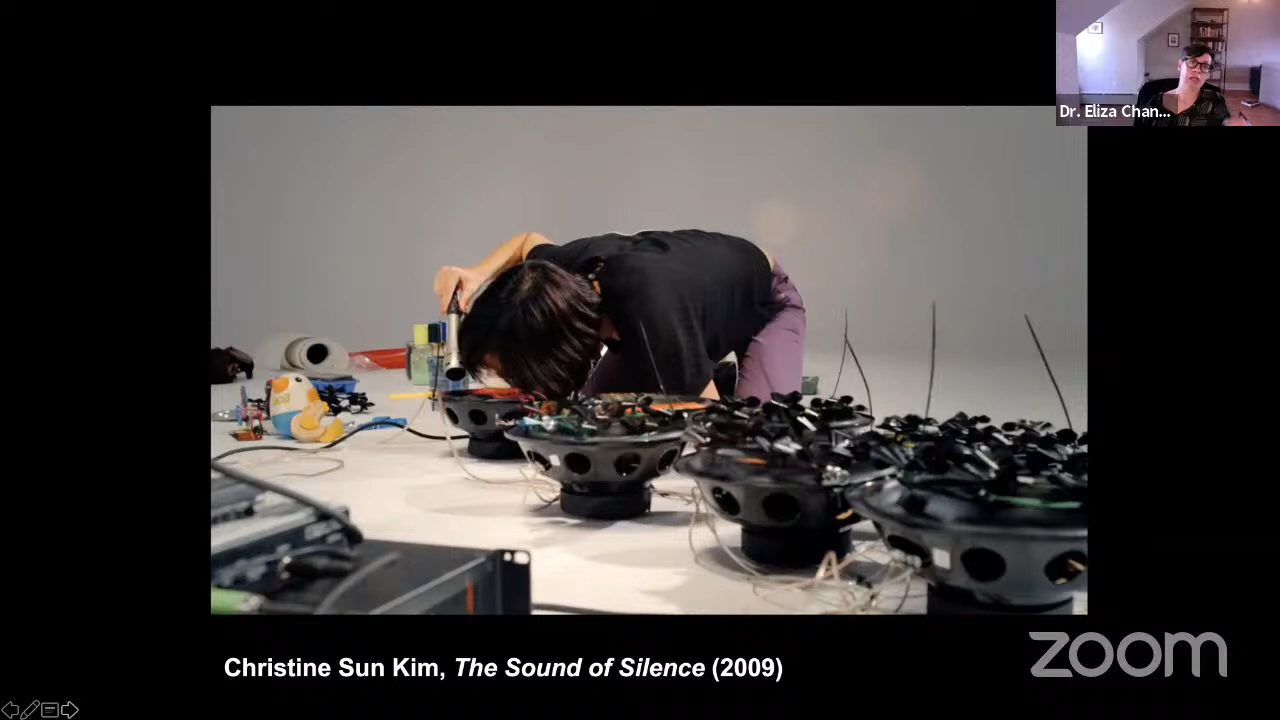 Dr. Eliza Chan...
Christine Sun Kim, The Sound of Silence (2009)
zoom